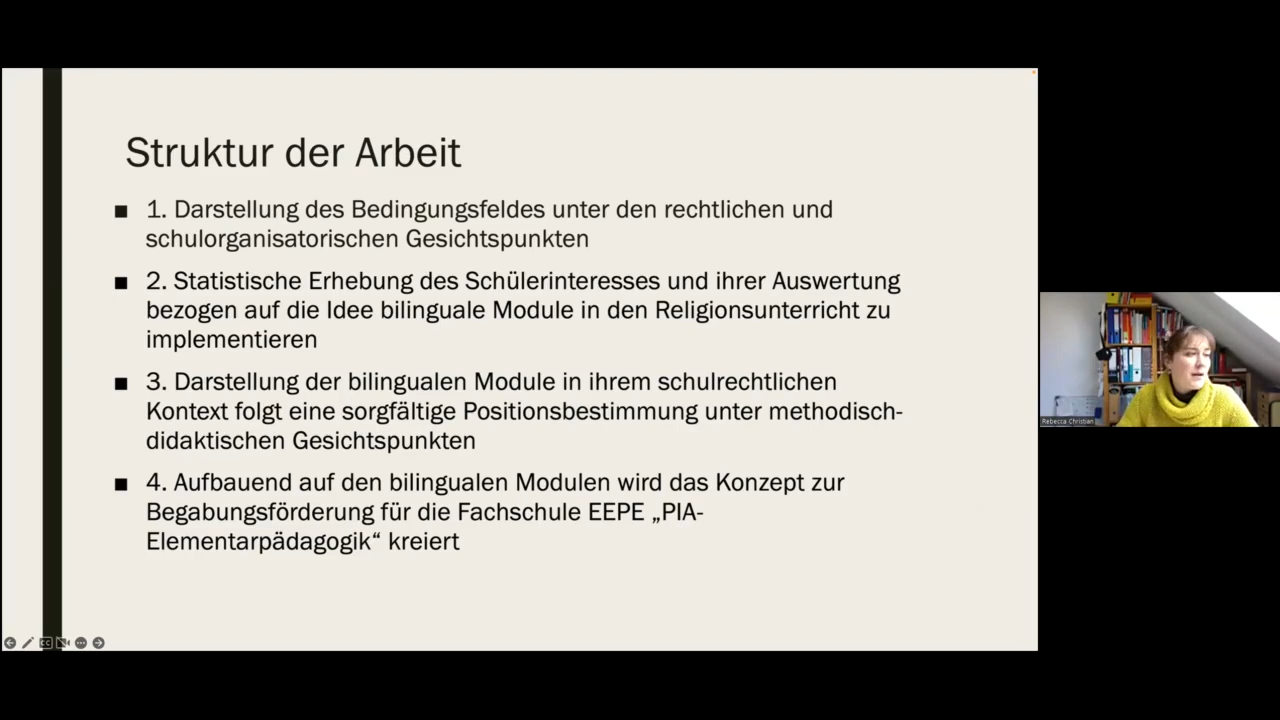 Struktur der Arbeit
■ 1. Darstellung des Bedingungsfeldes unter den rechtlichen und
schulorganisatorischen Gesichtspunkten
■ 2. Statistische Erhebung des Schülerinteresses und ihrer Auswertung
bezogen auf die Idee bilinguale Module in den Religionsunterricht zu
implementieren
■ 3. Darstellung der bilingualen Module in ihrem schulrechtlichen
Kontext folgt eine sorgfältige Positionsbestimmung unter methodisch-
didaktischen Gesichtspunkten
■ 4. Aufbauend auf den bilingualen Modulen wird das Konzept zur
Begabungsförderung für die Fachschule EEPE „PIA-
Elementarpädagogik“ kreiert
Rebecca Christian
CC